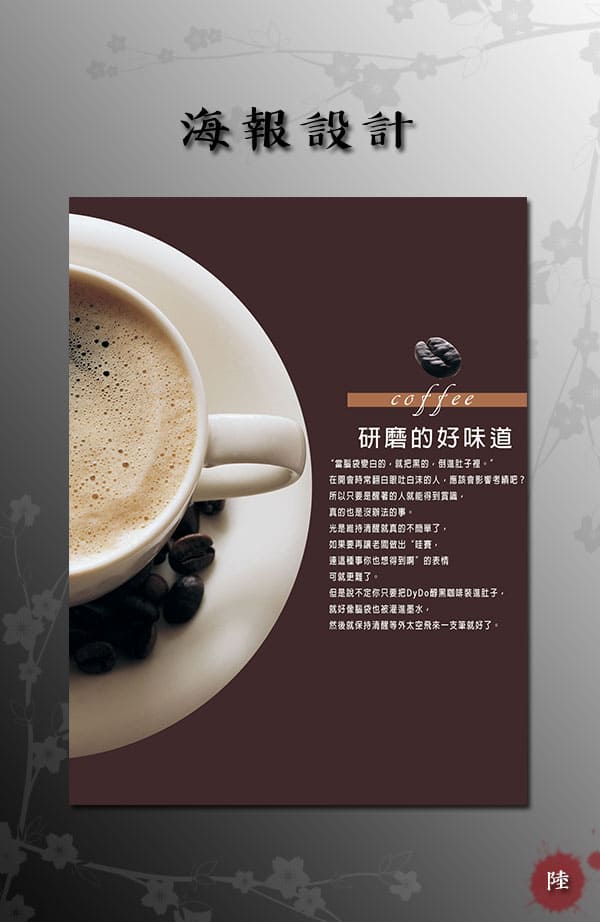 海報設計
coffee
研磨的好味道
“當腦袋變白的，就把黑的，倒進肚子裡。”
在開會時常翻白眼吐白沫的人，應該會影響考績吧？
所以只要是醒著的人就能得到賞識，
真的也是沒辦法的事。
光是維持清醒就真的不簡單了，
如果要再讓老闆做出“哇賽，
連這種事你也想得到啊”的表情
可就更難了。
但是說不定你只要把DyDo醇黑咖啡裝進肚子，
就好像腦袋也被灌進墨水，
然後就保持清醒等外太空飛來一支筆就好了。
陸